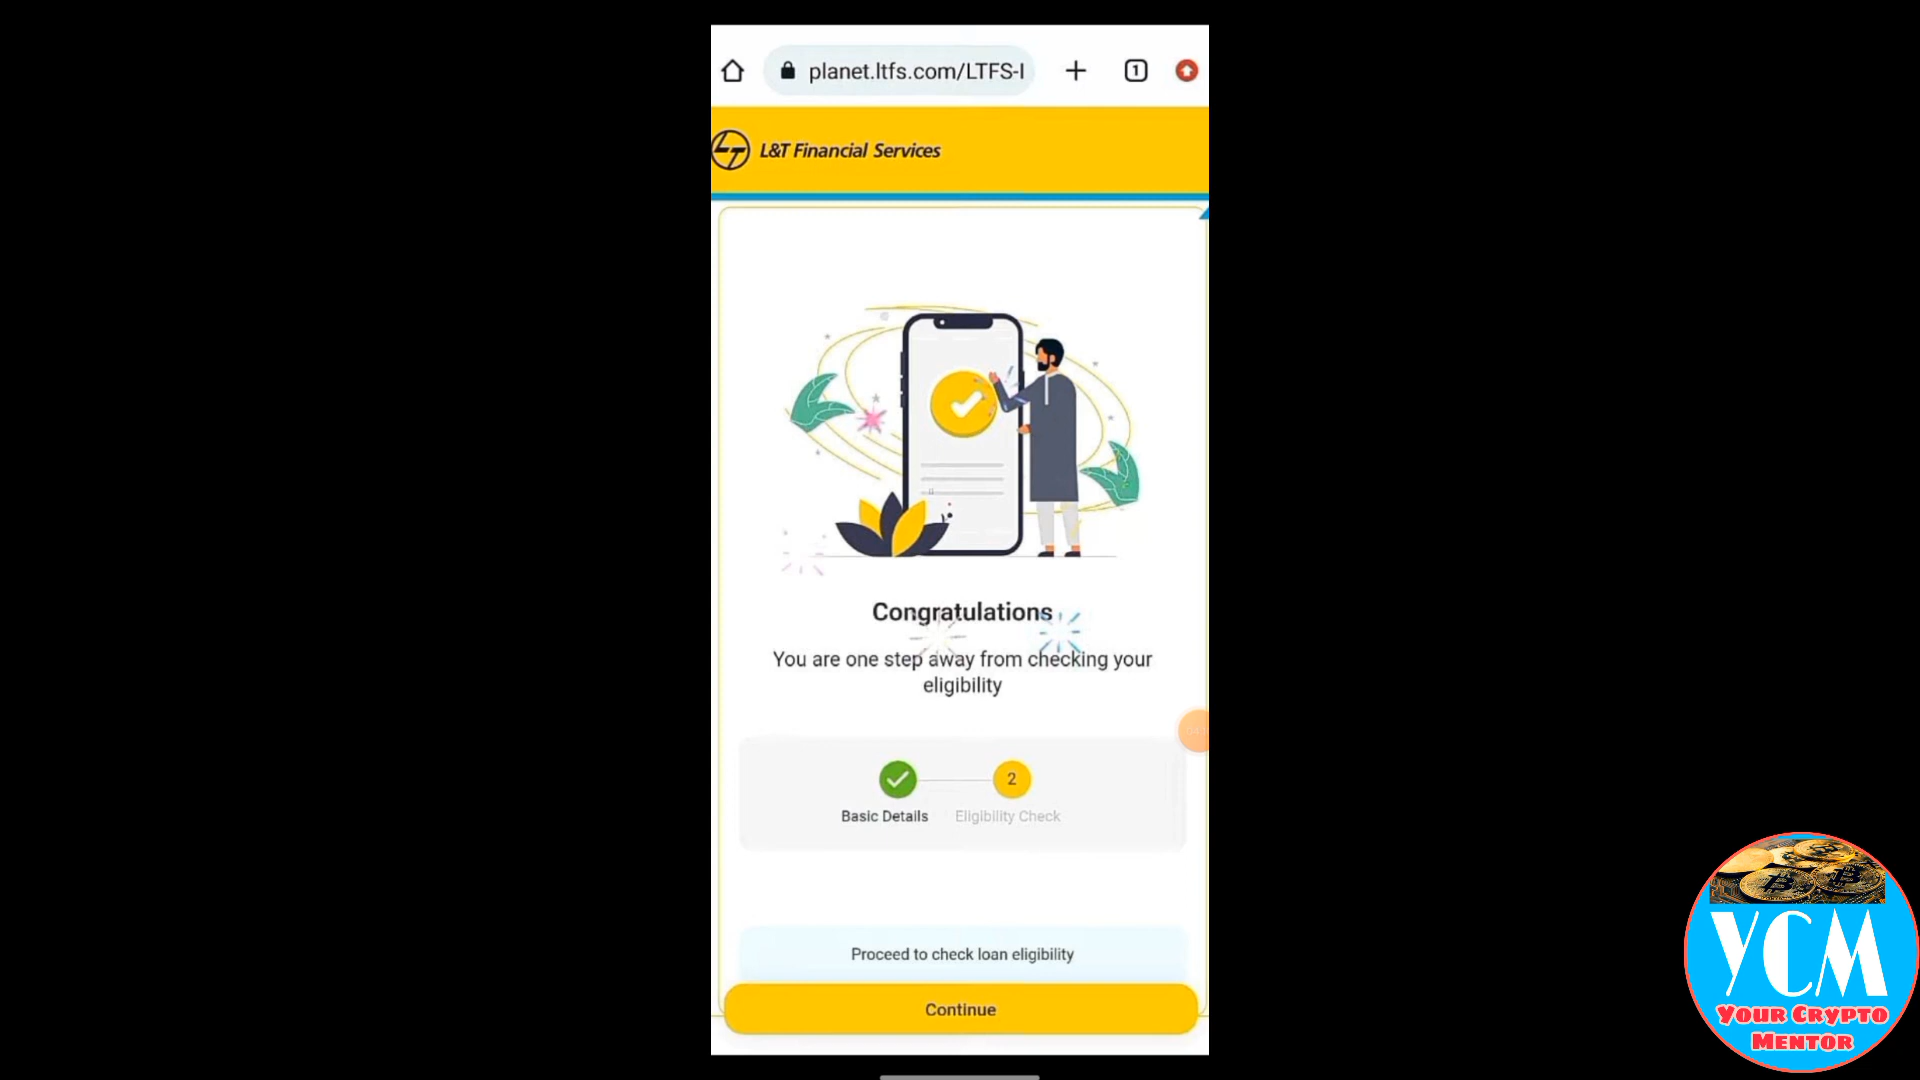 planet.ltfs.com/LTFS-I
1
L&T Financial Services
Congratulations
You are one step away from checking your
eligibility
2
Basic Details
Eligibility Check
Proceed to check loan eligibility
Continue
YCM
YOUR CRYPTO
MENTOR